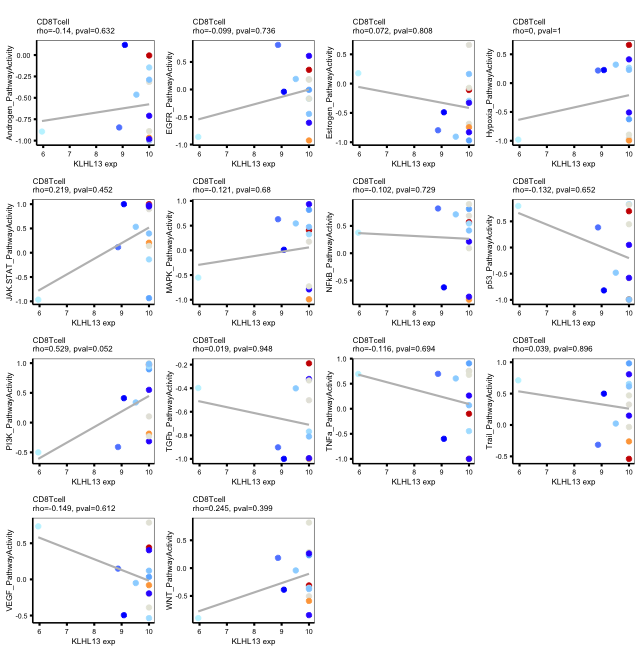 CD8Tcell
rho=-0.14, pval=0.632
Androgen_PathwayActivity
0.00
-0.25
-0.50
-0.75
-1.00
6 7 8 9 10
KLHL13 exp
CD8Tcell
rho=-0.099, pval=0.736
EGFR_PathwayActivity
0.5
0.0
-0.5
-1.0
6 7 8 9 10
KLHL13 exp
CD8Tcell
rho=0.072, pval=0.808
Estrogen_PathwayActivity
0.5
0.0
-0.5
-1.0
6 7 8 9 10
KLHL13 exp
CD8Tcell
rho=0, pval=1
Hypoxia_PathwayActivity
0.5
0.0
-0.5
-1.0
6 7 8 9 10
KLHL13 exp
CD8Tcell
rho=0.219, pval=0.452
JAK-STAT_PathwayActivity
1.0
0.5
0.0
-0.5
-1.0
6 7 8 9 10
KLHL13 exp
CD8Tcell
rho=-0.121, pval=0.68
MAPK_PathwayActivity
1.0
0.5
0.0
-0.5
-1.0
6 7 8 9 10
KLHL13 exp
CD8Tcell
rho=-0.102, pval=0.729
NFkB_PathwayActivity
0.5
0.0
-0.5
6 7 8 9 10
KLHL13 exp
CD8Tcell
rho=-0.132, pval=0.652
p53_PathwayActivity
0.5
0.0
-0.5
-1.0
6 7 8 9 10
KLHL13 exp
CD8Tcell
rho=0.529, pval=0.052
PI3K_PathwayActivity
1.0
0.5
0.0
-0.5
6 7 8 9 10
KLHL13 exp
CD8Tcell
rho=0.019, pval=0.948
TGFb_PathwayActivity
-0.2
-0.4
-0.6
-0.8
-1.0
6 7 8 9 10
KLHL13 exp
CD8Tcell
rho=-0.116, pval=0.694
TNFa_PathwayActivity
1.0
0.5
0.0
-0.5
-1.0
6 7 8 9 10
KLHL13 exp
CD8Tcell
rho=0.039, pval=0.896
Trail_PathwayActivity
1.0
0.5
0.0
-0.5
6 7 8 9 10
KLHL13 exp
CD8Tcell
rho=-0.149, pval=0.612
VEGF_PathwayActivity
0.5
0.0
-0.5
6 7 8 9 10
KLHL13 exp
CD8Tcell
rho=0.245, pval=0.399
WNT_PathwayActivity
0.5
0.0
-0.5
6 7 8 9 10
KLHL13 exp